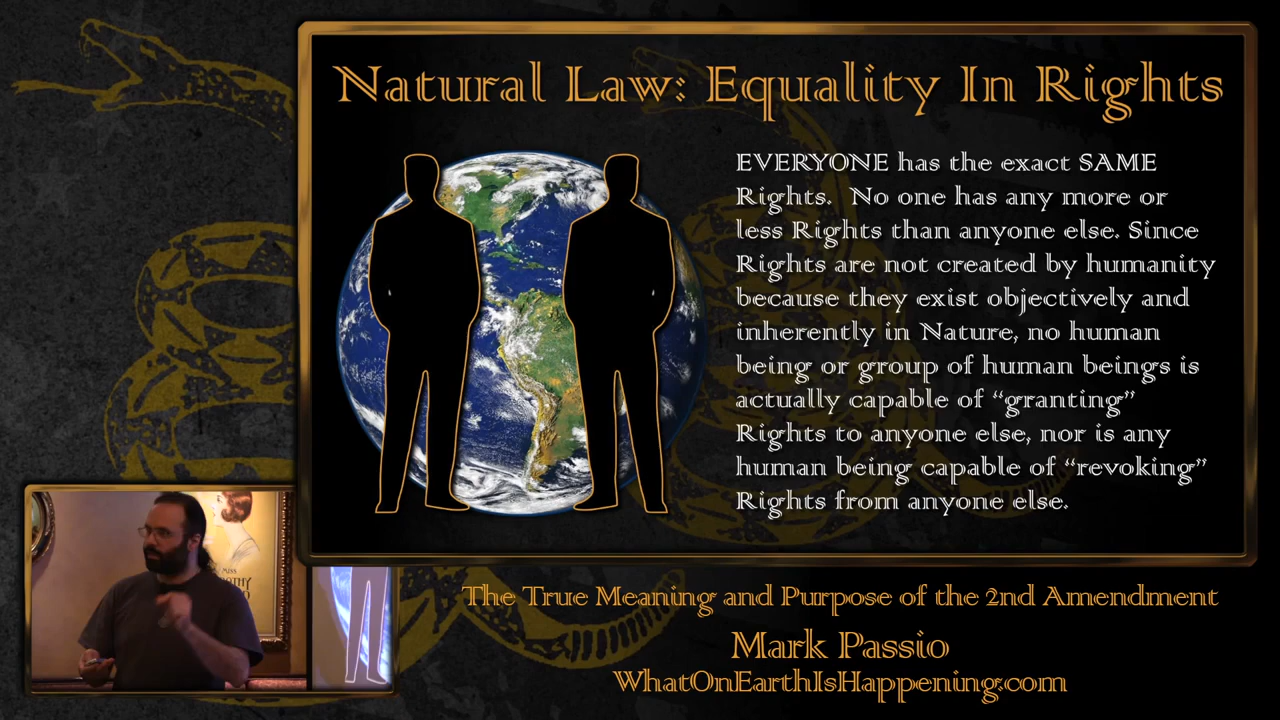 Natural Law: Equality In Rights
EVERYONE has the exact SAME
Rights.  No one has any more or
less Rights than anyone else. Since
Rights are not created by humanity
because they exist objectively and
inherently in Nature, no human
being or group of human beings is
actually capable of “granting”
Rights to anyone else, nor is any
human being capable of “revoking”
Rights from anyone else.
MISS
The True Meaning and Purpose of the 2nd Amendment
Mark Passio
WhatOnEarthIsHappening.com